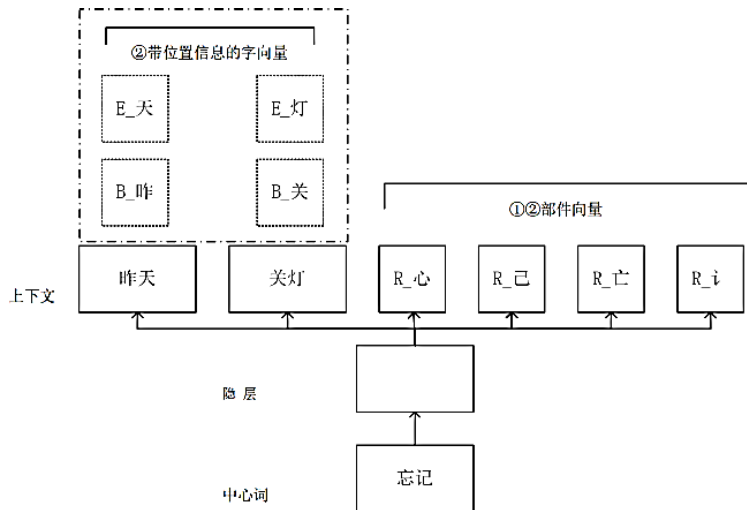 ②带位置信息的字向量
E_天 E_灯
B_咋 B_关
①②部件向量
上下文 昨天 关灯 R_心 R_己 R_亡 R_讠
隐层
忘记
中心词